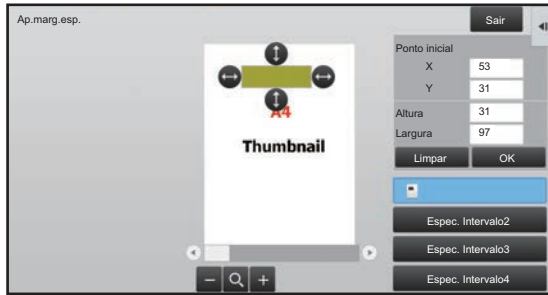 Ap.marg.esp.
Sair
Ponto inicial
X 53
Y 31
Altura 31
Largura 97
Limpar OK
A4
Thumbnail
Espec. Intervalo2
Espec. Intervalo3
Espec. Intervalo4